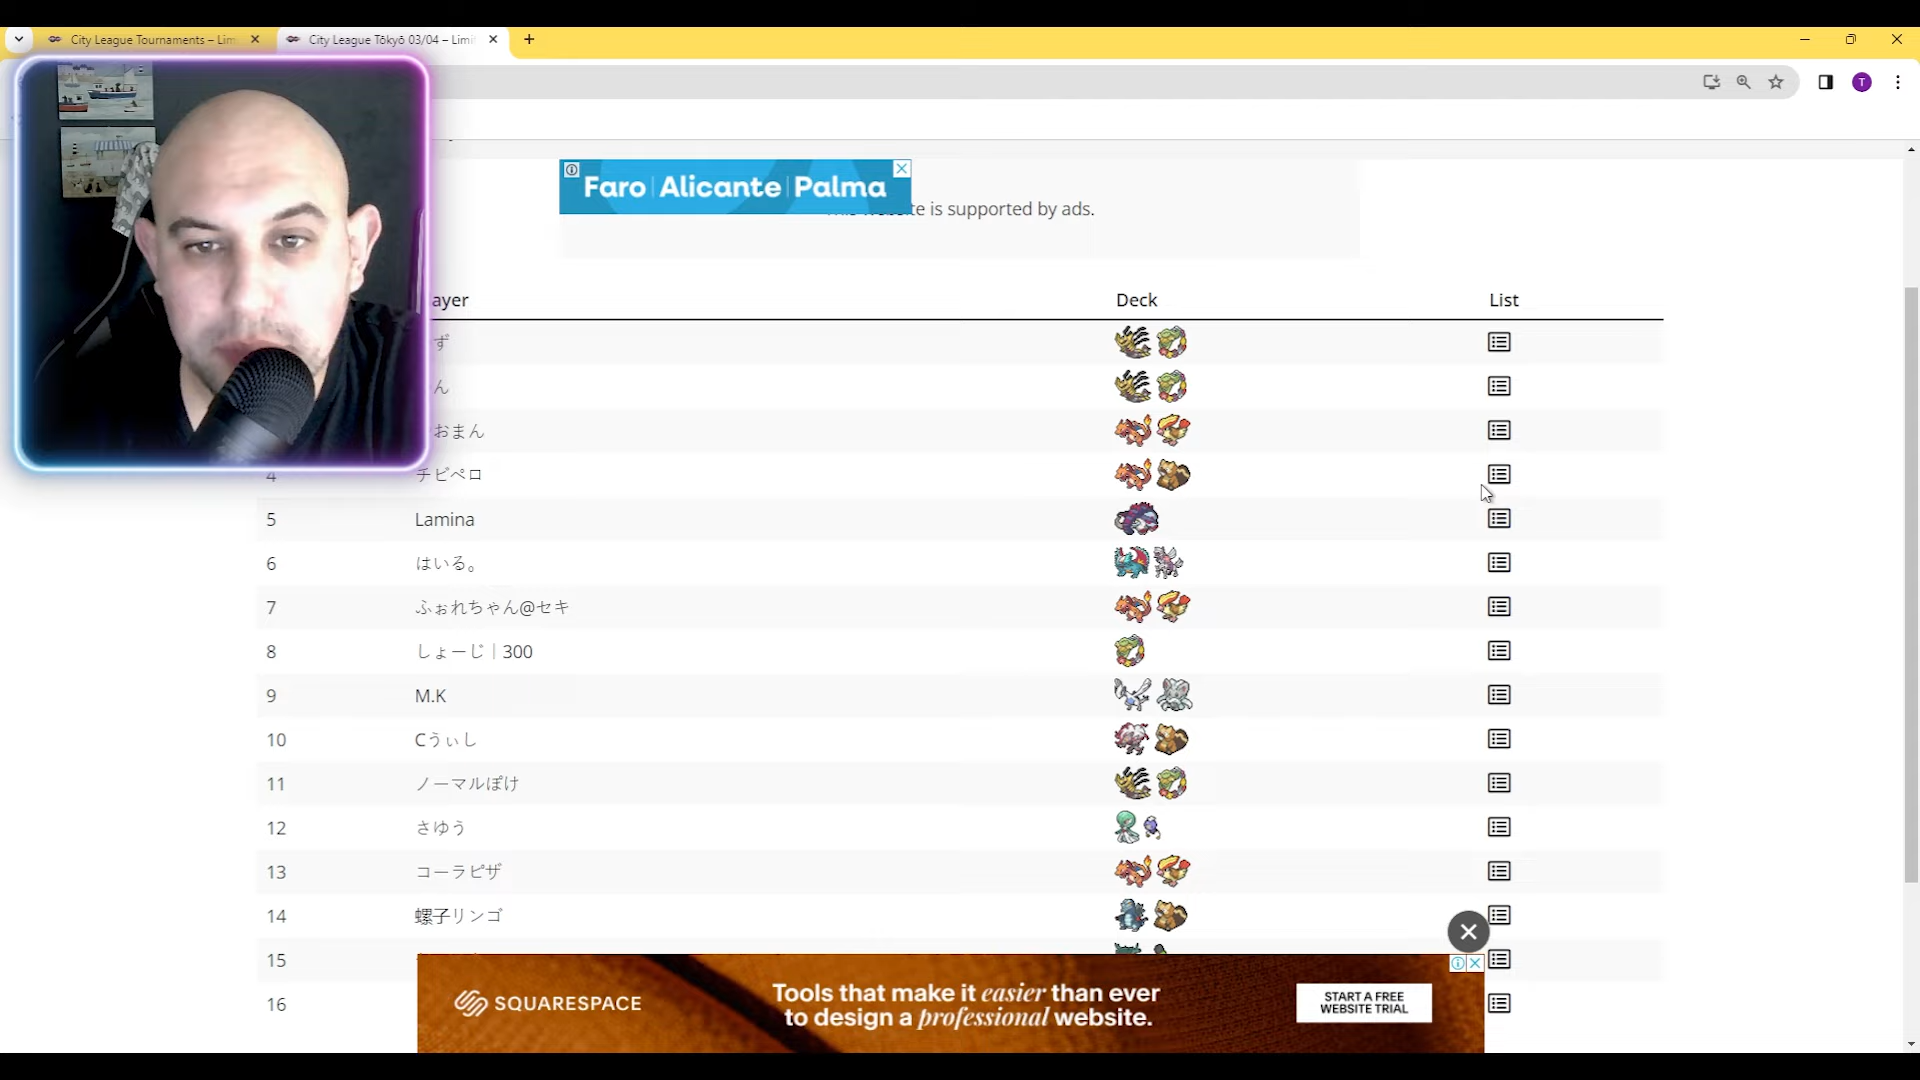 City League Tournaments – Lim
City League Tōkyō 03/04 – Limi
T
Faro | Alicante | Palma
is supported by ads.
ayer Deck List
ず
ん
おまん
4 チビペロ
5 Lamina
6 はいる。
7 ふぉれちゃん@セキ
8 しょーじ｜300
9 M.K
10 Cうぃし
11 ノーマルぽけ
12 さゆう
13 コーラピザ
14 螺子リンゴ
15
16
SQUARESPACE
Tools that make it easier than ever
to design a professional website.
START A FREE
WEBSITE TRIAL